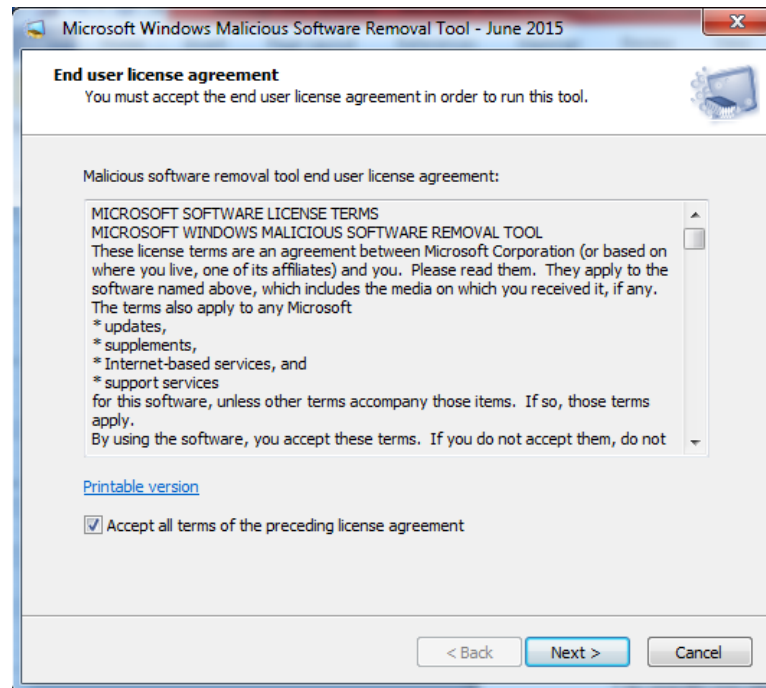 Microsoft Windows Malicious Software Removal Tool - June 2015
End user license agreement
You must accept the end user license agreement in order to run this tool.
Malicious software removal tool end user license agreement:
MICROSOFT SOFTWARE LICENSE TERMS
MICROSOFT WINDOWS MALICIOUS SOFTWARE REMOVAL TOOL
These license terms are an agreement between Microsoft Corporation (or based on
where you live, one of its affiliates) and you.  Please read them.  They apply to the
software named above, which includes the media on which you received it, if any.
The terms also apply to any Microsoft
* updates,
* supplements,
* Internet-based services, and
* support services
for this software, unless other terms accompany those items.  If so, those terms
apply.
By using the software, you accept these terms.  If you do not accept them, do not
Printable version
Accept all terms of the preceding license agreement
< Back Next > Cancel